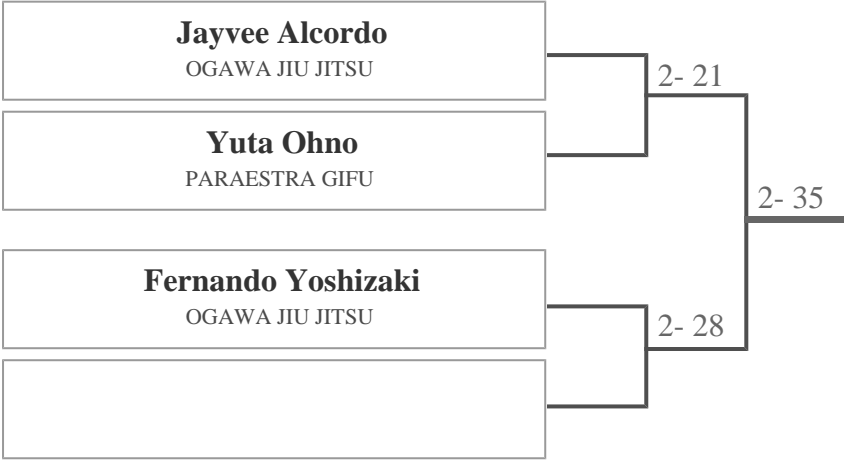 Jayvee Alcordo
OGAWA JIU JITSU
2- 21
Yuta Ohno
PARAESTRA GIFU
2- 35
Fernando Yoshizaki
OGAWA JIU JITSU
2- 28